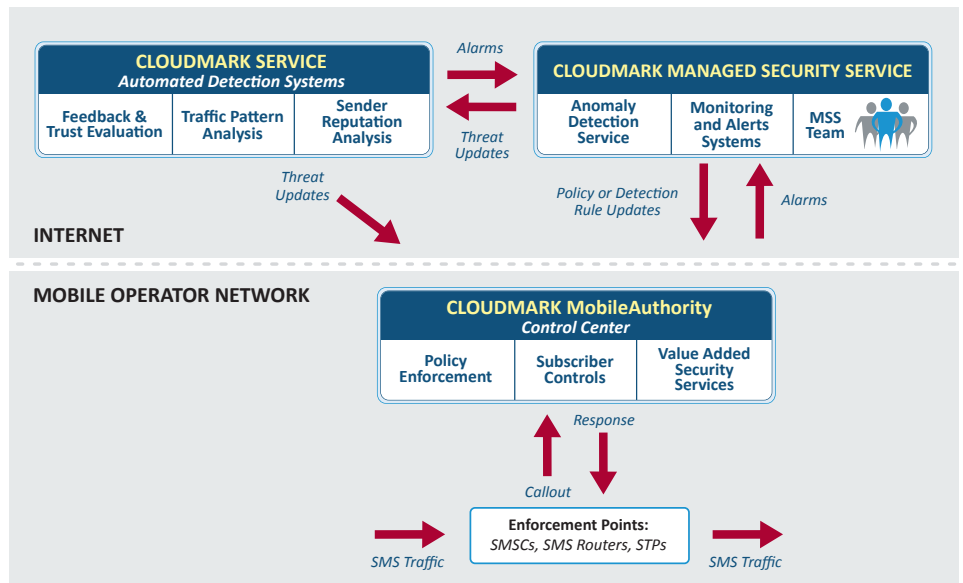 CLOUDMARK SERVICE
Automated Detection Systems
Feedback &
Trust Evaluation
Traffic Pattern
Analysis
Sender
Reputation
Analysis
Alarms
Threat
Updates
CLOUDMARK MANAGED SECURITY SERVICE
Anomaly
Detection
Service
Monitoring
and Alerts
Systems
MSS
Team
Threat
Updates
Policy or Detection
Rule Updates
Alarms
INTERNET
MOBILE OPERATOR NETWORK
CLOUDMARK MobileAuthority
Control Center
Policy
Enforcement
Subscriber
Controls
Value Added
Security
Services
Response
Callout
Enforcement Points:
SMSCs, SMS Routers, STPs
SMS Traffic
SMS Traffic